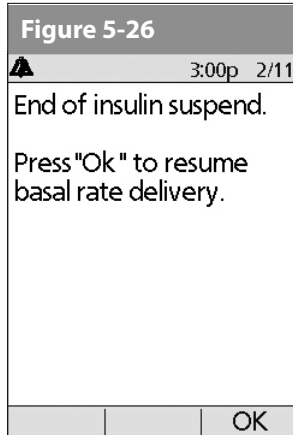 Figure 5-26
3:00p 2/11
End of insulin suspend.
Press "Ok" to resume
basal rate delivery.
OK